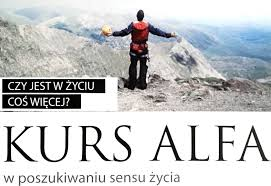 CZY JEST W ŻYCIU
COŚ WIĘCEJ?
KURS ALFA
w poszukiwaniu sensu życia